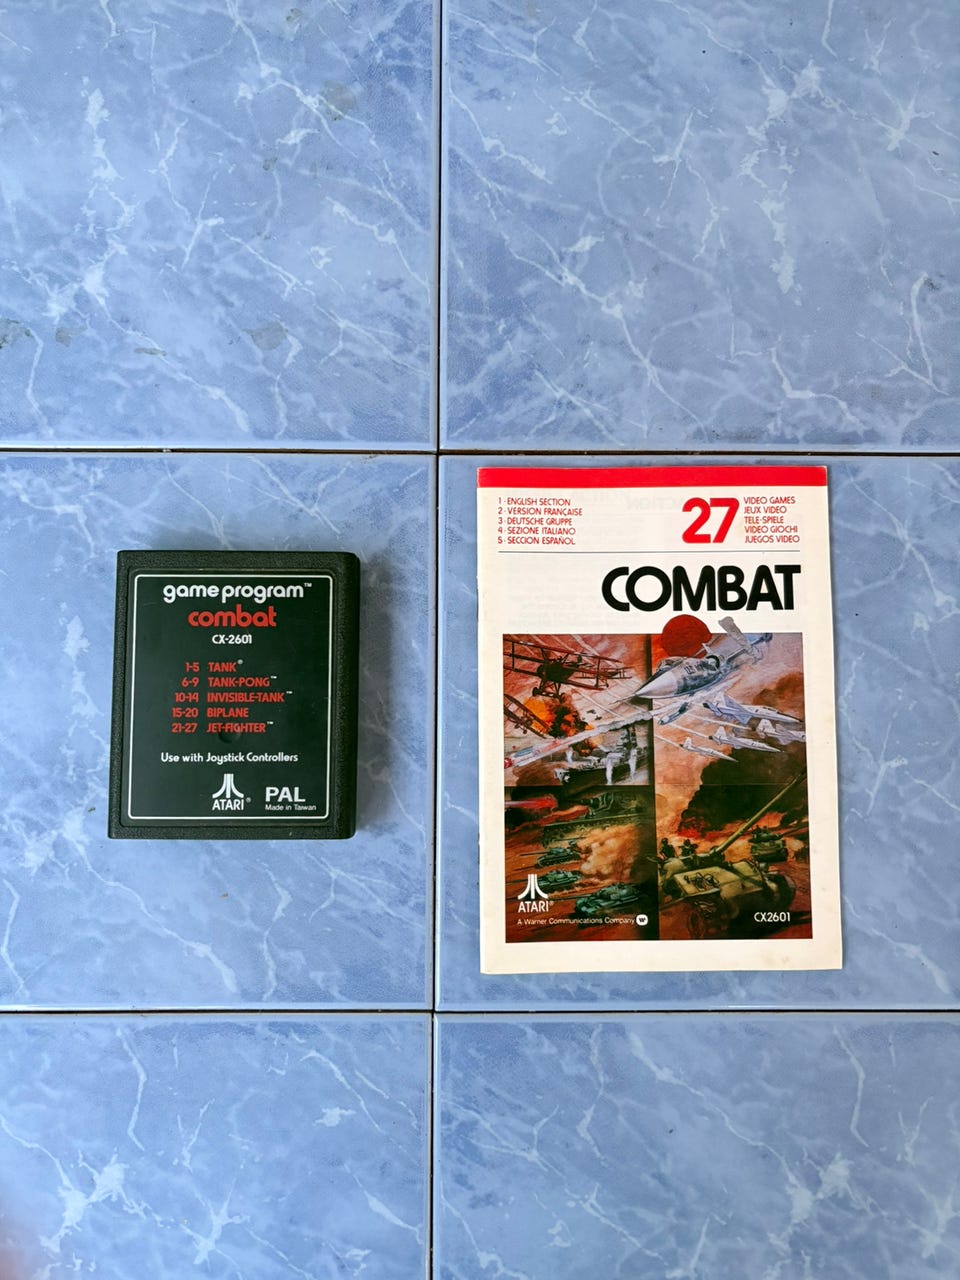 game program™
combat
CX-2601
1-5 TANK®
6-9 TANK-PONG™
10-14 INVISIBLE-TANK™
15-20 BIPLANE
21-27 JET-FIGHTER™
Use with Joystick Controllers
ATARI®
PAL
Made in Taiwan
1 · ENGLISH SECTION
2 · VERSION FRANÇAISE
3 · DEUTSCHE GRUPPE
4 · SEZIONE ITALIANO
5 · SECCION ESPAÑOL
27
VIDEO GAMES
JEUX VIDEO
TELE-SPIELE
VIDEO GIOCHI
JUEGOS VIDEO
COMBAT
ATARI®
A Warner Communications Company
CX2601